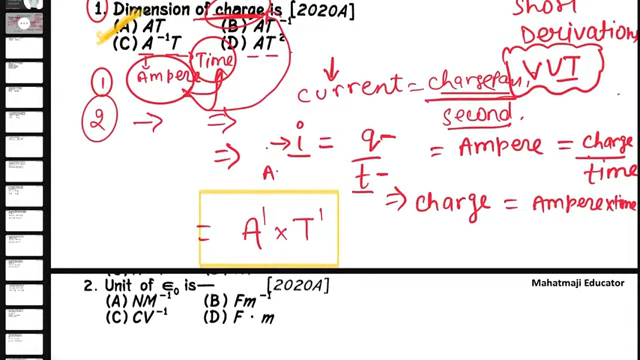 1. Dimension of charge is [2020A]
(A) AT (B) AT⁻¹
(C) A⁻¹T (D) AT²
Short
Derivations
VVI
1 Ampere Time
current = charge
second.
2 → ⇒
⇒ → i = q
t
A.
= Ampere = charge
time
⇒ charge = Ampere×time
= A¹ × T¹
Mahatmaji Educator
2. Unit of ϵ₀ is— [2020A]
(A) NM⁻¹ (B) Fm⁻¹
(C) CV⁻¹ (D) F · m